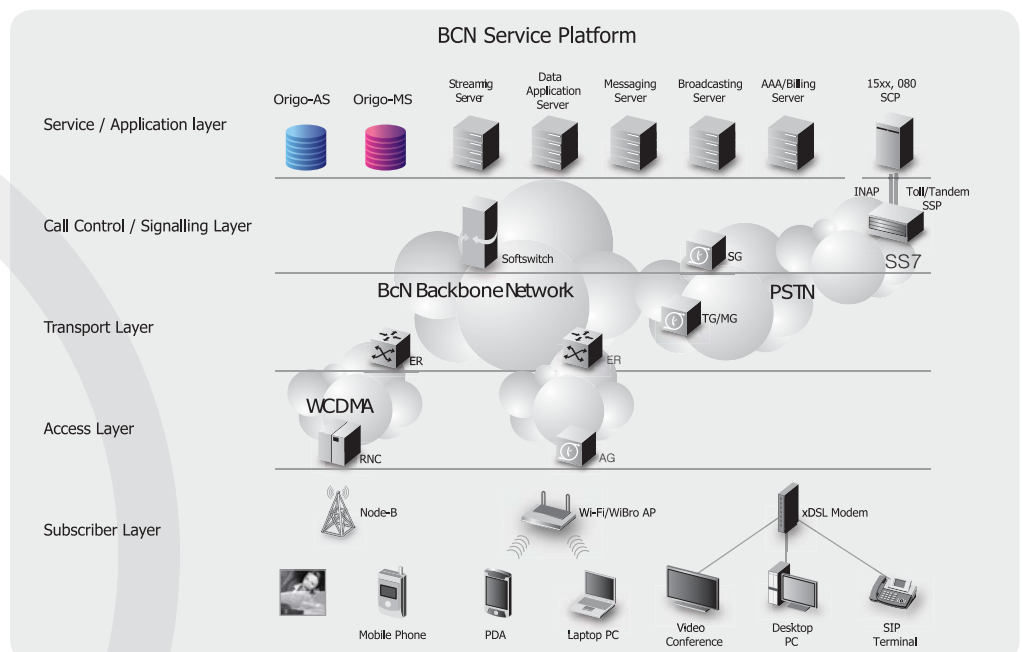 BCN Service Platform
Service / Application layer
Origo-AS
Origo-MS
Streamig
Server
Data
Application
Server
Messaging
Server
Broadcasting
Server
AAA/Billing
Server
15xx, 080
SCP
INAP
Toll/Tandem
SSP
Call Control / Signalling Layer
Softswitch
SG
SS7
BcN Backbone Network
PSTN
Transport Layer
TG/MG
ER
ER
WCDMA
Access Layer
RNC
AG
Subscriber Layer
Node-B
Wi-Fi/WiBro AP
xDSL Modem
Mobile Phone
PDA
Laptop PC
Video
Conference
Desktop
PC
SIP
Terminal